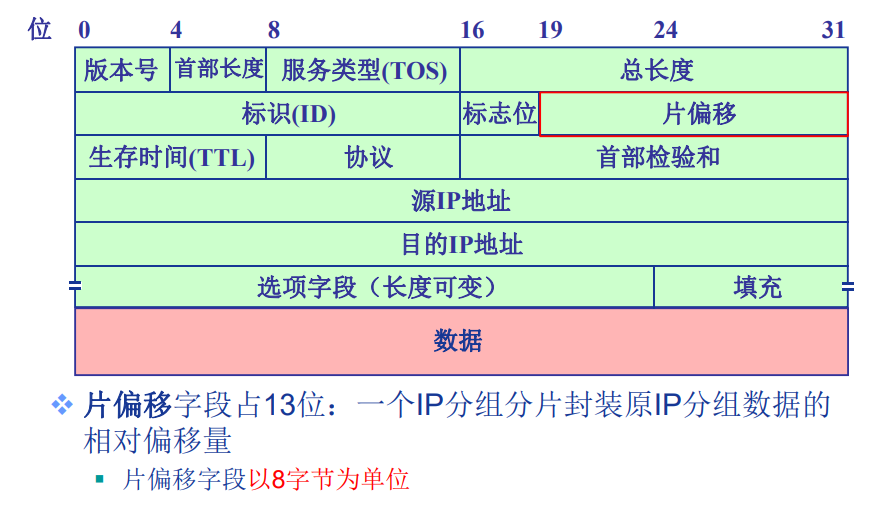 位 0 4 8 16 19 24 31
版本号 首部长度 服务类型(TOS) 总长度
标识(ID) 标志位 片偏移
生存时间(TTL) 协议 首部检验和
源IP地址
目的IP地址
选项字段（长度可变） 填充
数据
片偏移字段占13位：一个IP分组分片封装原IP分组数据的
相对偏移量
片偏移字段以8字节为单位